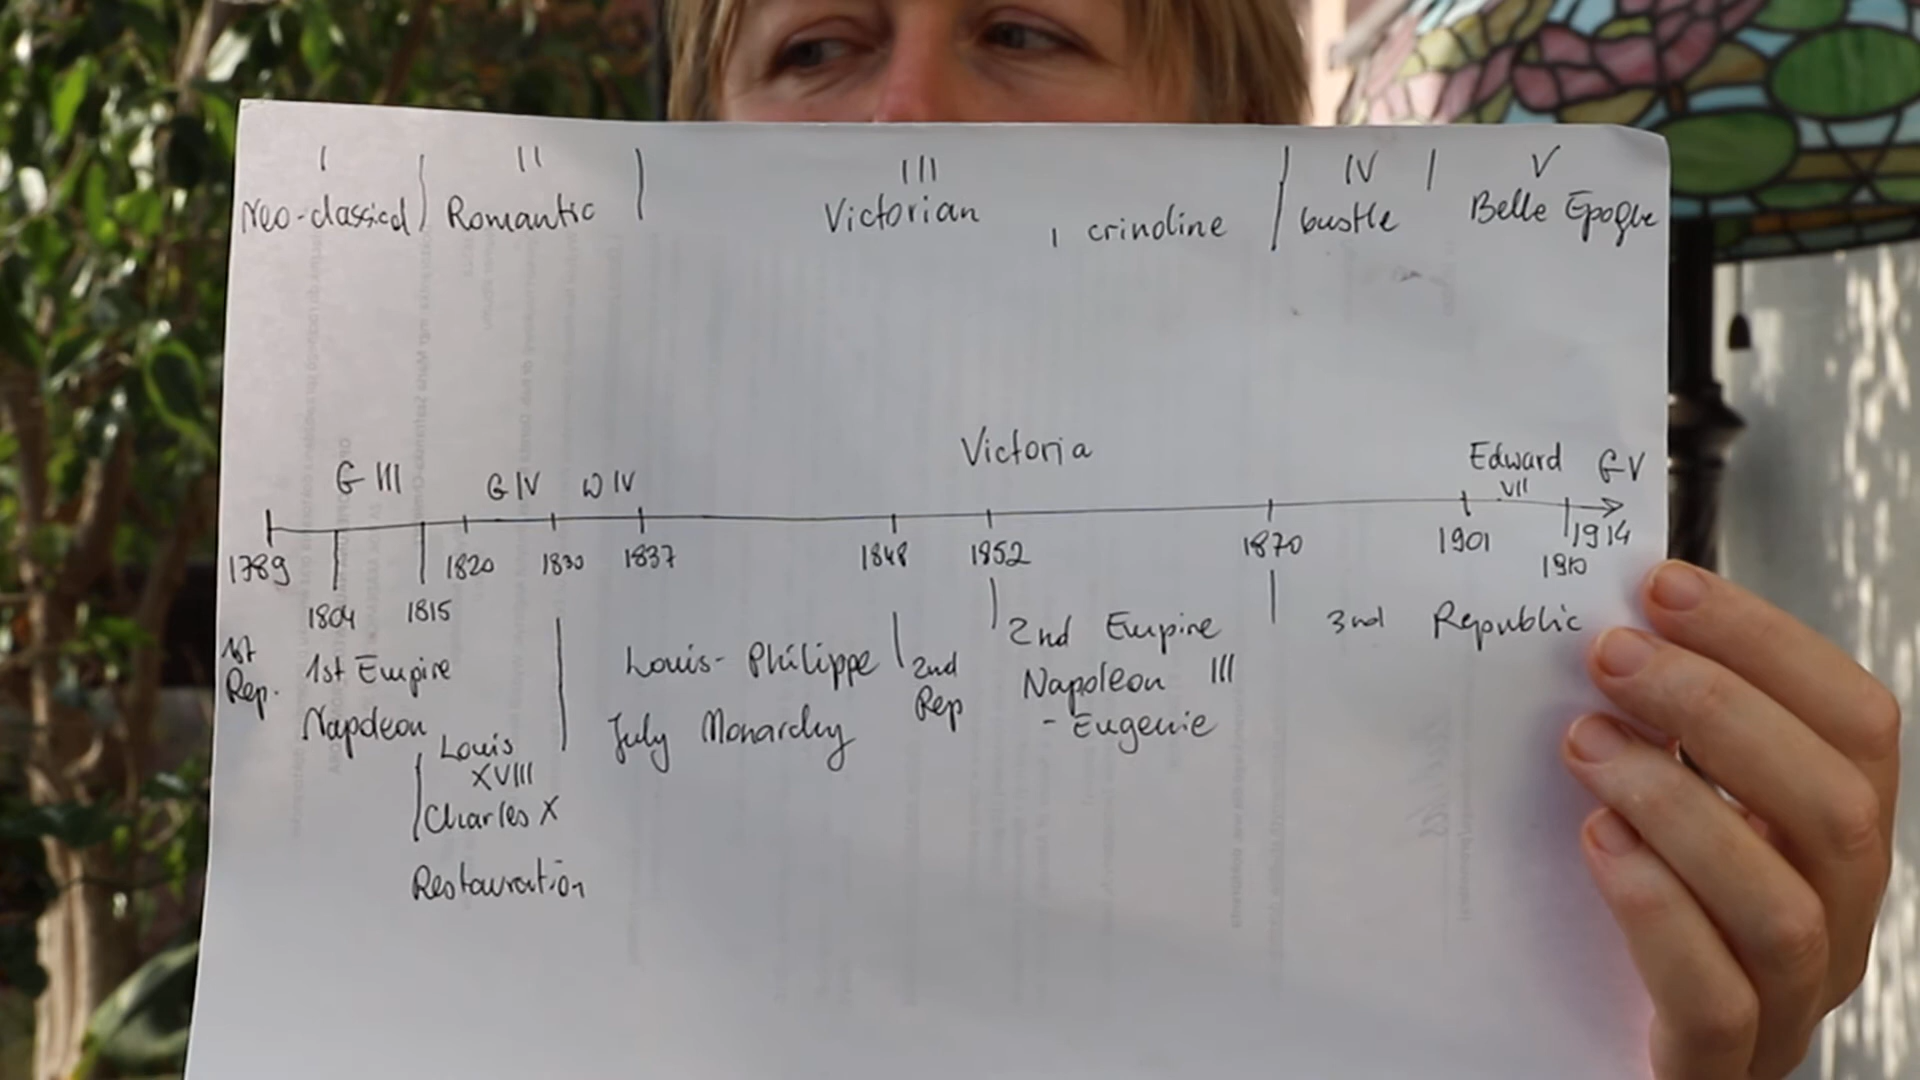 I II III IV V
Neo-classical Romantic Victorian , crinoline bustle Belle Epoque
Victoria
G III G IV W IV Edward VII G V
1789 1804 1815 1820 1830 1837 1848 1852 1870 1901 1910 1914
1st Rep.
1st Empire
Napoleon
Louis XVIII
Charles X
Restauration
Louis-Philippe
July Monarchy
2nd Rep
2nd Empire
Napoleon III
- Eugenie
3nd Republic